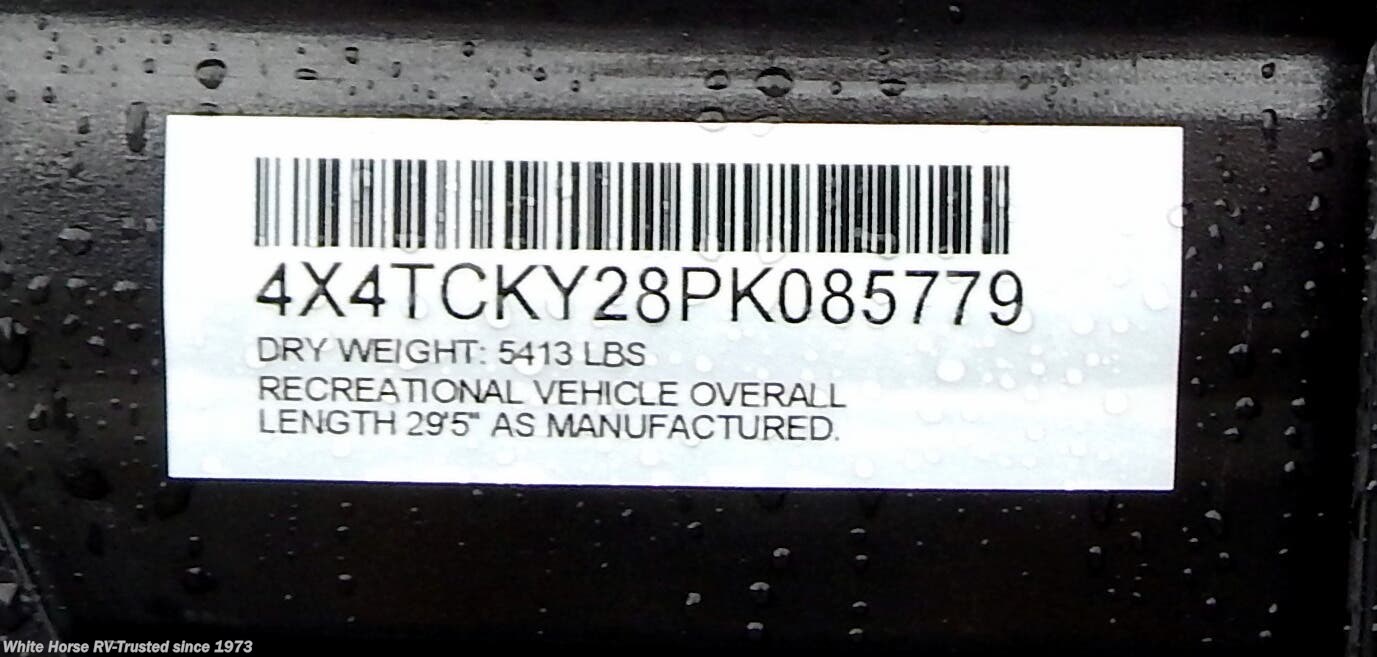 4X4TCKY28PK085779
DRY WEIGHT: 5413 LBS
RECREATIONAL VEHICLE OVERALL
LENGTH 29'5" AS MANUFACTURED.
White Horse RV-Trusted since 1973